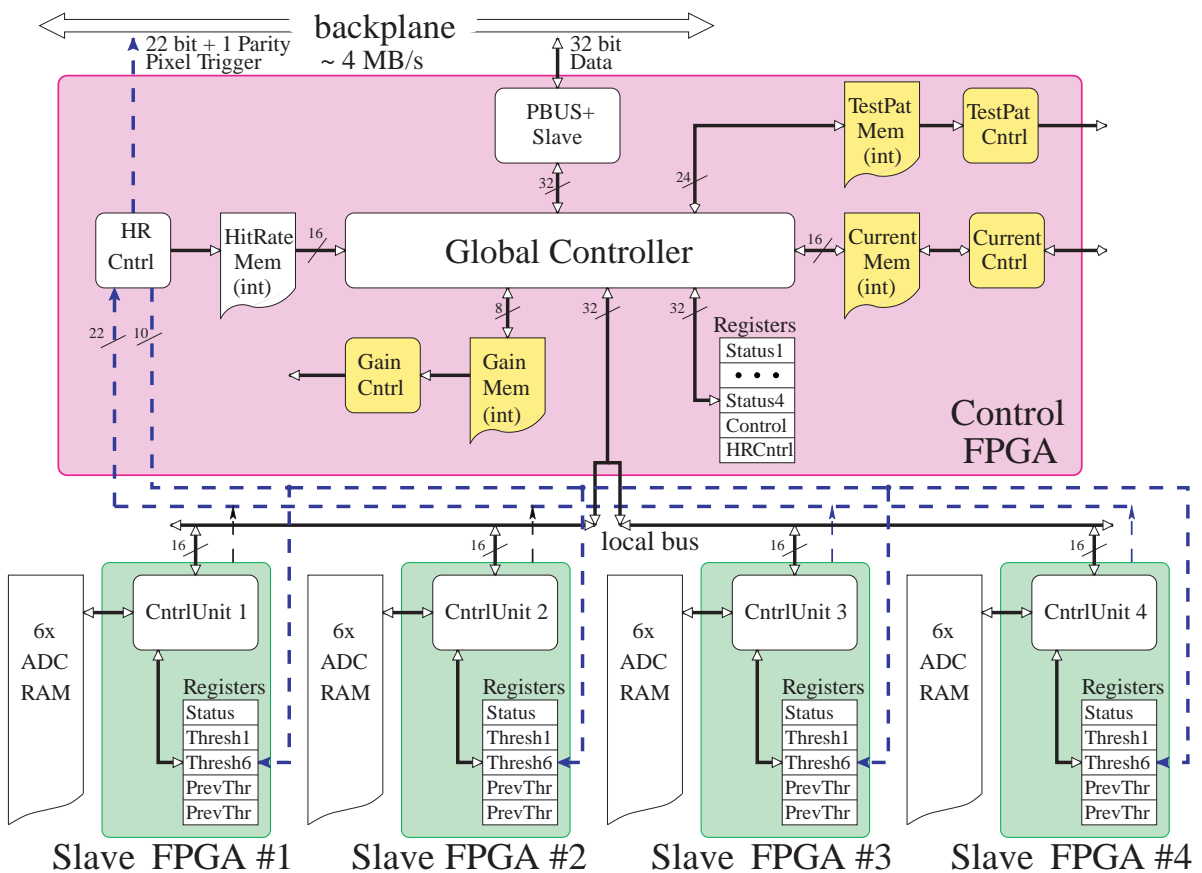 backplane
~ 4 MB/s
22 bit + 1 Parity
Pixel Trigger
32 bit
Data
PBUS+
Slave
TestPat
Mem
(int)
TestPat
Cntrl
32
24
HR
Cntrl
HitRate
Mem
(int)
16
Global Controller
16
Current
Mem
(int)
Current
Cntrl
22
10
8
32
32
Gain
Cntrl
Gain
Mem
(int)
Registers
Status1
• • •
Status4
Control
HRCntrl
Control
FPGA
local bus
16
16
16
16
6x
ADC
RAM
CntrlUnit 1
Registers
Status
Thresh1
Thresh6
PrevThr
PrevThr
Slave FPGA #1
6x
ADC
RAM
CntrlUnit 2
Registers
Status
Thresh1
Thresh6
PrevThr
PrevThr
Slave FPGA #2
6x
ADC
RAM
CntrlUnit 3
Registers
Status
Thresh1
Thresh6
PrevThr
PrevThr
Slave FPGA #3
6x
ADC
RAM
CntrlUnit 4
Registers
Status
Thresh1
Thresh6
PrevThr
PrevThr
Slave FPGA #4